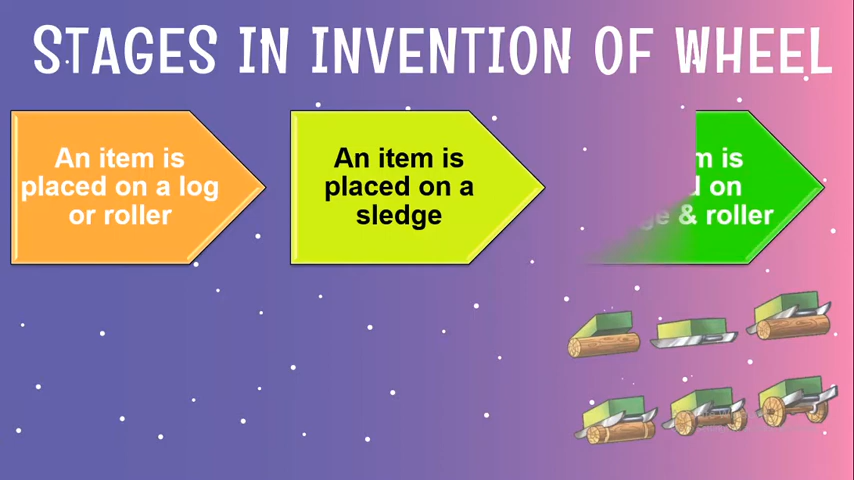 STAGES IN INVENTION OF WHEEL
An item is
placed on a log
or roller
An item is
placed on a
sledge
is
on
& roller